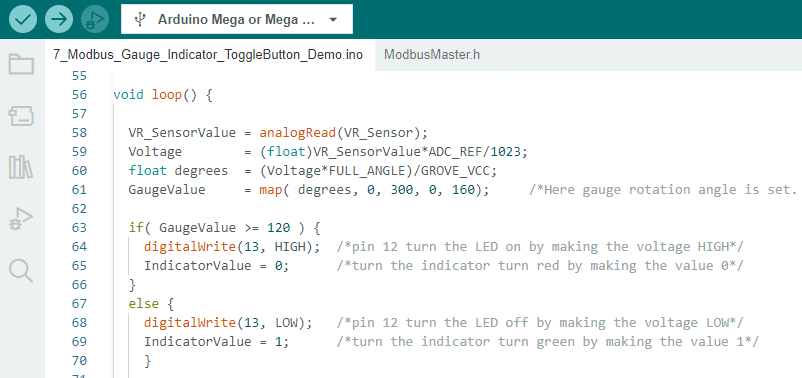 Arduino Mega or Mega ...
7_Modbus_Gauge_Indicator_ToggleButton_Demo.ino ModbusMaster.h
55
56 void loop() {
57
58 VR_SensorValue = analogRead(VR_Sensor);
59 Voltage = (float)VR_SensorValue*ADC_REF/1023;
60 float degrees = (Voltage*FULL_ANGLE)/GROVE_VCC;
61 GaugeValue = map( degrees, 0, 300, 0, 160); /*Here gauge rotation angle is set.
62
63 if( GaugeValue >= 120 ) {
64 digitalWrite(13, HIGH); /*pin 12 turn the LED on by making the voltage HIGH*/
65 IndicatorValue = 0; /*turn the indicator turn red by making the value 0*/
66 }
67 else {
68 digitalWrite(13, LOW); /*pin 12 turn the LED off by making the voltage LOW*/
69 IndicatorValue = 1; /*turn the indicator turn green by making the value 1*/
70 }